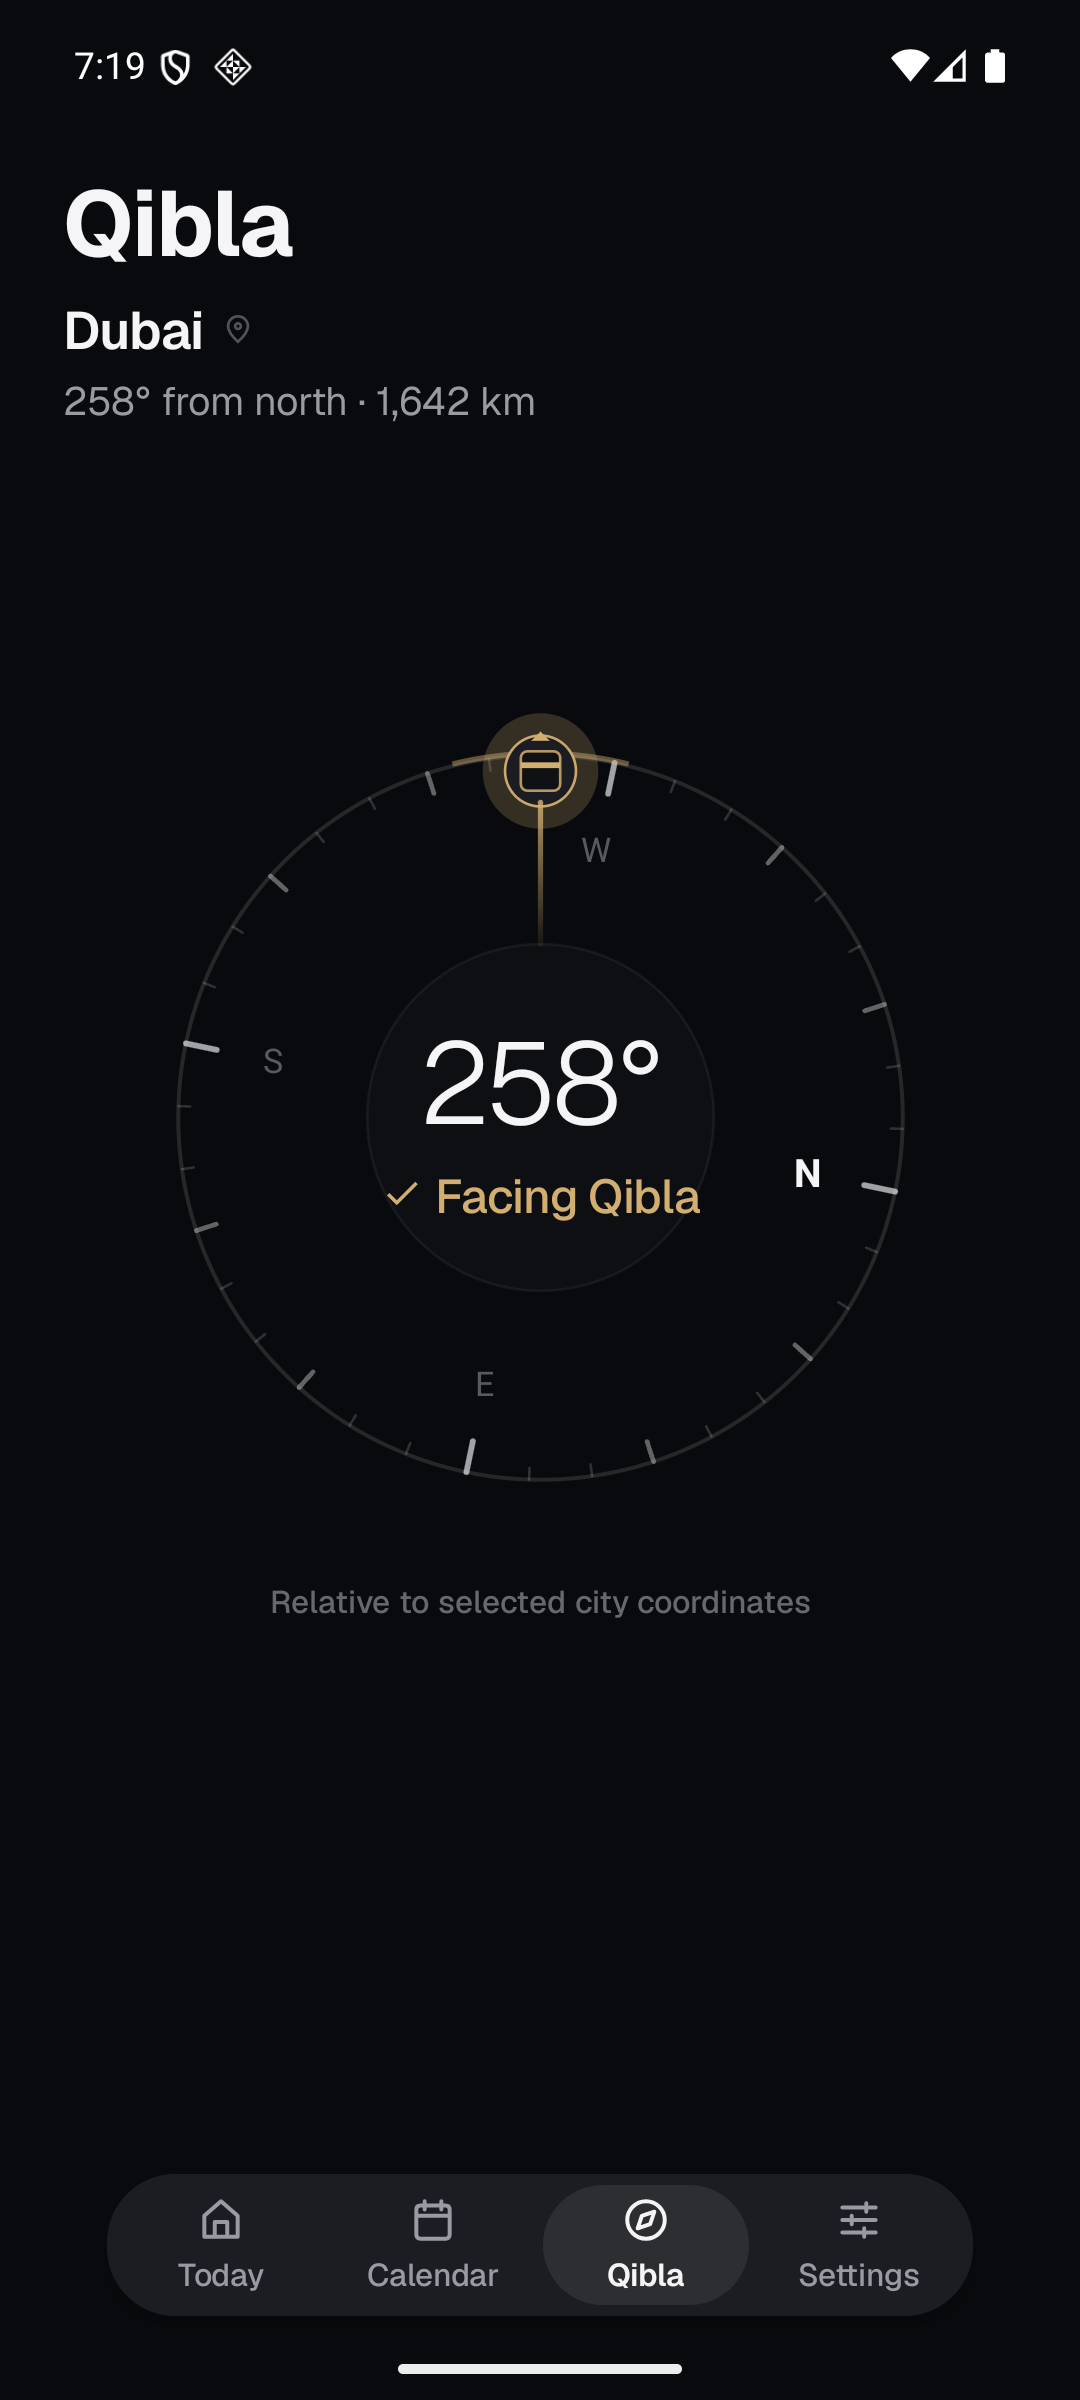 7:19
Qibla
Dubai
258° from north · 1,642 km
W
S
258°
N
Facing Qibla
E
Relative to selected city coordinates
Today
Calendar
Qibla
Settings